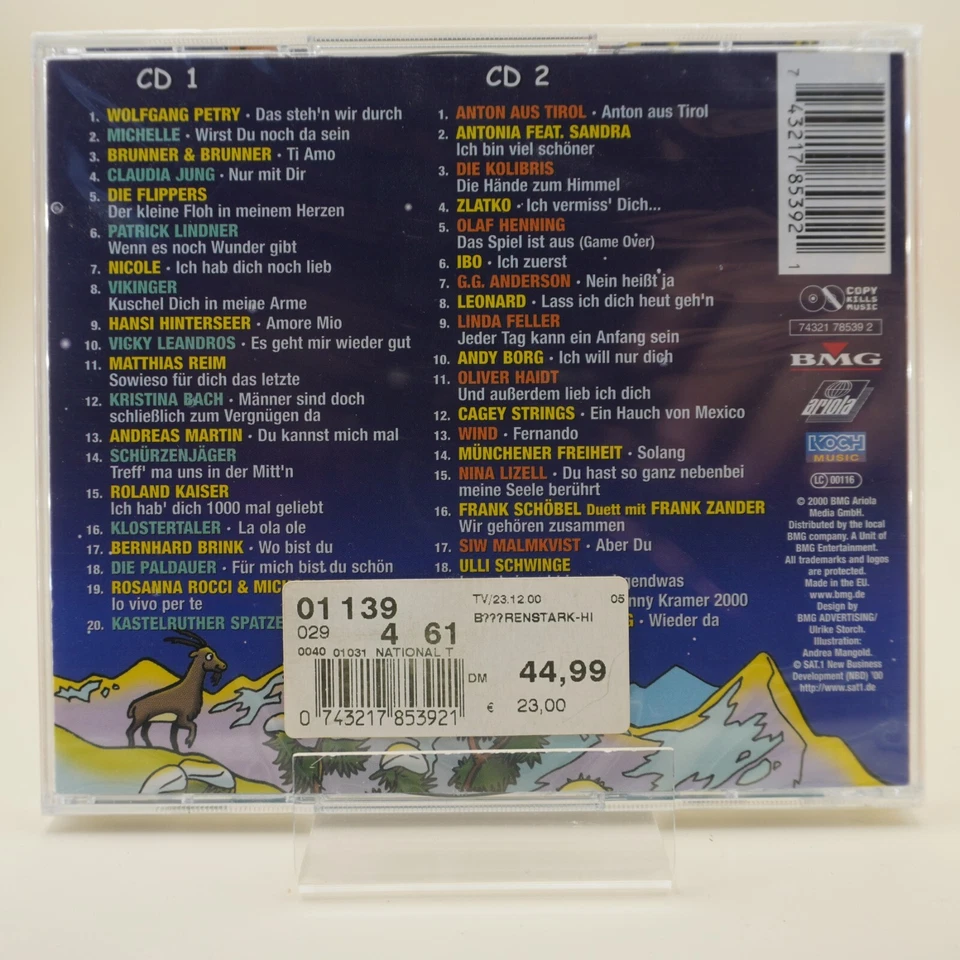 CD 1
1. WOLFGANG PETRY · Das steh'n wir durch
2. MICHELLE · Wirst Du noch da sein
3. BRUNNER & BRUNNER · Ti Amo
4. CLAUDIA JUNG · Nur mit Dir
5. DIE FLIPPERS
Der kleine Floh in meinem Herzen
6. PATRICK LINDNER
Wenn es noch Wunder gibt
7. NICOLE · Ich hab dich noch lieb
8. VIKINGER
Kuschel Dich in meine Arme
9. HANSI HINTERSEER · Amore Mio
10. VICKY LEANDROS · Es geht mir wieder gut
11. MATTHIAS REIM
Sowieso für dich das letzte
12. KRISTINA BACH · Männer sind doch
schließlich zum Vergnügen da
13. ANDREAS MARTIN · Du kannst mich mal
14. SCHÜRZENJÄGER
Treff' ma uns in der Mitt'n
15. ROLAND KAISER
Ich hab' dich 1000 mal geliebt
16. KLOSTERTALER · La ola ole
17. BERNHARD BRINK · Wo bist du
18. DIE PALDAUER · Für mich bist du schön
19. ROSANNA ROCCI &
Io vivo per te
20. KASTELRUTHER
CD 2
1. ANTON AUS TIROL · Anton aus Tirol
2. ANTONIA FEAT. SANDRA
Ich bin viel schöner
3. DIE KOLIBRIS
Die Hände zum Himmel
4. ZLATKO · Ich vermiss' Dich...
5. OLAF HENNING
Das Spiel ist aus (Game Over)
6. IBO · Ich zuerst
7. G.G. ANDERSON · Nein heißt ja
8. LEONARD · Lass ich dich heut geh'n
9. LINDA FELLER
Jeder Tag kann ein Anfang sein
10. ANDY BORG · Ich will nur dich
11. OLIVER HAIDT
Und außerdem lieb ich dich
12. CAGEY STRINGS · Ein Hauch von Mexico
13. WIND · Fernando
14. MÜNCHENER FREIHEIT · Solang
15. NINA LIZELL · Du hast so ganz nebenbei
meine Seele berührt
16. FRANK SCHÖBEL Duett mit FRANK ZANDER
Wir gehören zusammen
17. SIW MALMKVIST · Aber Du
18. ULLI SCHWINGE
Kramer 2000
· Wieder da
7 43217 85392 1
COPY
KILLS
MUSIC
74321 78539 2
BMG
ariola
KOCH
MUSIC
LC 00116
© 2000 BMG Ariola
Media GmbH.
Distributed by the local
BMG company. A Unit of
BMG Entertainment.
All trademarks and logos
are protected.
Made in the EU.
www.bmg.de
Design by
BMG ADVERTISING/
Ulrike Storch.
Illustration:
Andrea Mangold.
© SAT.1 New Business
Development (NBD) '00
http://www.sat1.de
01 139
029 4 61
0040 01031 NATIONAL T
0 743217 853921
TV/23.12.00 05
B???RENSTARK-HI
DM 44,99
€ 23,00